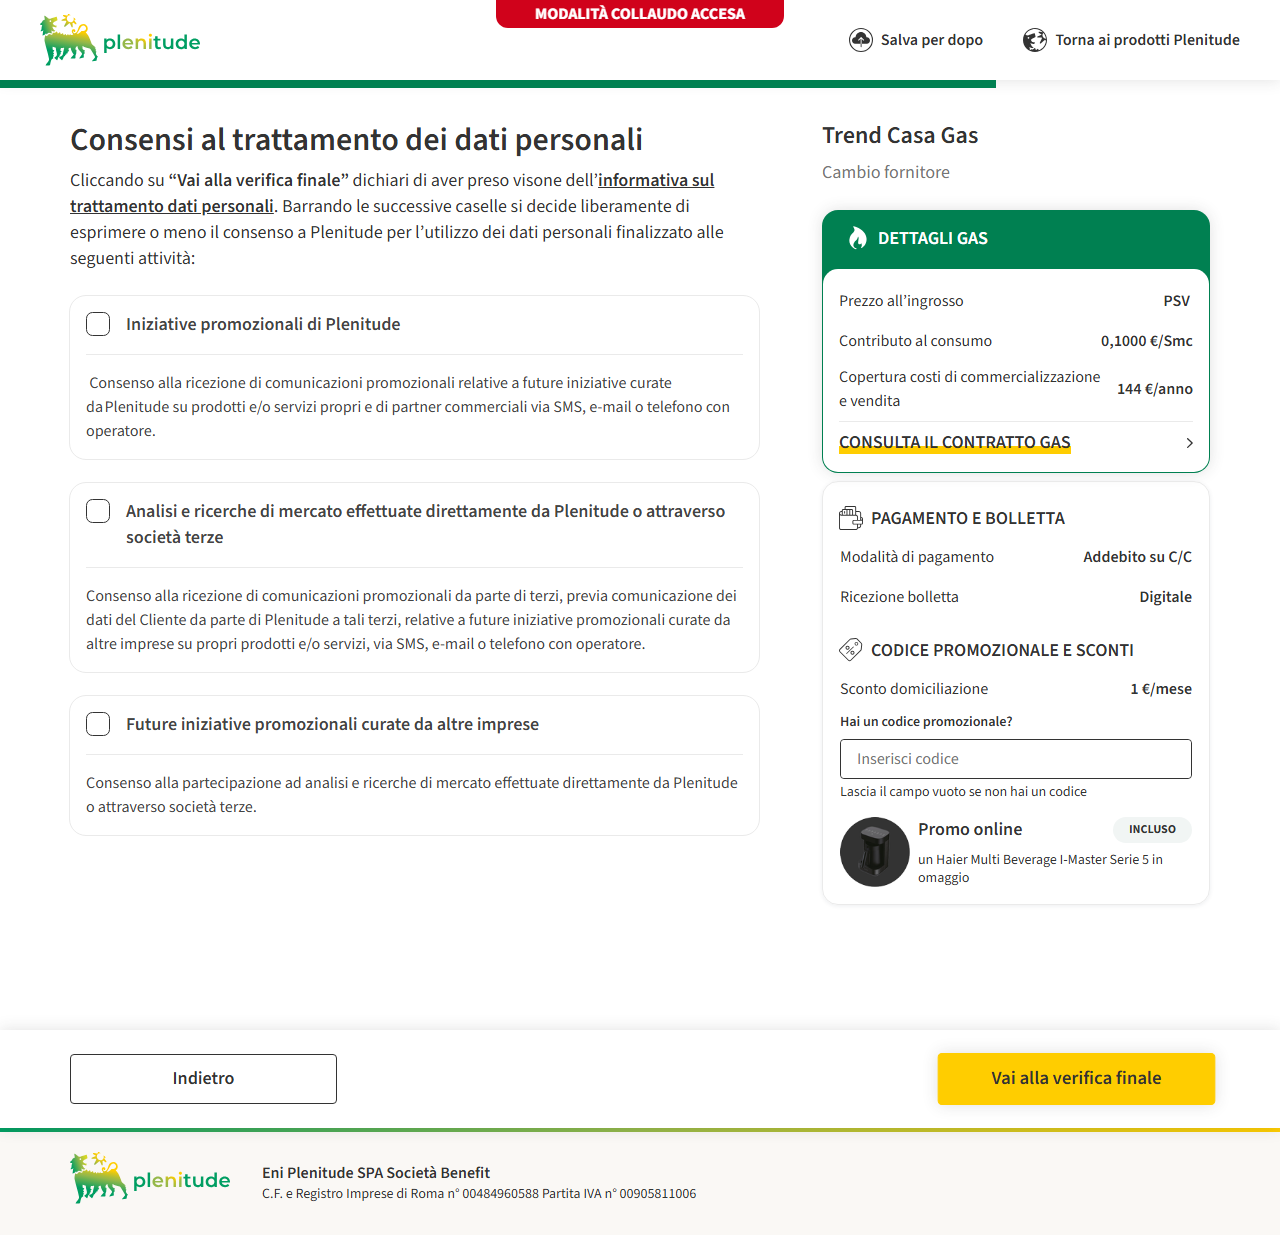 MODALITÀ COLLAUDO ACCESA
plenitude
Salva per dopo
Torna ai prodotti Plenitude
Consensi al trattamento dei dati personali
Cliccando su “Vai alla verifica finale” dichiari di aver preso visone dell’informativa sul
trattamento dati personali. Barrando le successive caselle si decide liberamente di
esprimere o meno il consenso a Plenitude per l’utilizzo dei dati personali finalizzato alle
seguenti attività:
Iniziative promozionali di Plenitude
Consenso alla ricezione di comunicazioni promozionali relative a future iniziative curate
da Plenitude su prodotti e/o servizi propri e di partner commerciali via SMS, e-mail o telefono con
operatore.
Analisi e ricerche di mercato effettuate direttamente da Plenitude o attraverso
società terze
Consenso alla ricezione di comunicazioni promozionali da parte di terzi, previa comunicazione dei
dati del Cliente da parte di Plenitude a tali terzi, relative a future iniziative promozionali curate da
altre imprese su propri prodotti e/o servizi, via SMS, e-mail o telefono con operatore.
Future iniziative promozionali curate da altre imprese
Consenso alla partecipazione ad analisi e ricerche di mercato effettuate direttamente da Plenitude
o attraverso società terze.
Trend Casa Gas
Cambio fornitore
DETTAGLI GAS
Prezzo all’ingrosso PSV
Contributo al consumo 0,1000 €/Smc
Copertura costi di commercializzazione
e vendita 144 €/anno
CONSULTA IL CONTRATTO GAS
PAGAMENTO E BOLLETTA
Modalità di pagamento Addebito su C/C
Ricezione bolletta Digitale
CODICE PROMOZIONALE E SCONTI
Sconto domiciliazione 1 €/mese
Hai un codice promozionale?
Inserisci codice
Lascia il campo vuoto se non hai un codice
Promo online INCLUSO
un Haier Multi Beverage I-Master Serie 5 in
omaggio
Indietro
Vai alla verifica finale
plenitude
Eni Plenitude SPA Società Benefit
C.F. e Registro Imprese di Roma n° 00484960588 Partita IVA n° 00905811006